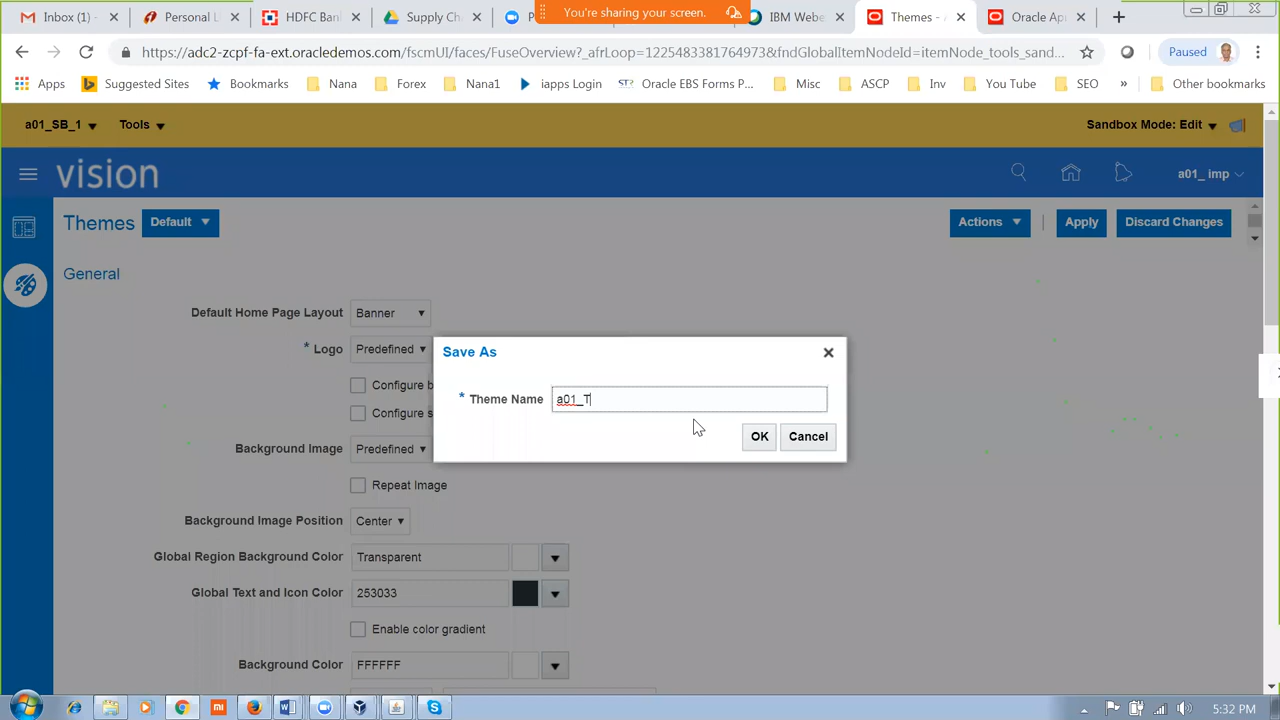 Inbox (1)
Personal L
HDFC Ban
Supply Ch
You're sharing your screen.
IBM Web
Themes -
Oracle Ap
https://adc2-zcpf-fa-ext.oracledemos.com/fscmUI/faces/FuseOverview?_afrLoop=1225483381764973&fndGlobalItemNodeId=itemNode_tools_sand...
Paused
Apps
Suggested Sites
Bookmarks
Nana
Forex
Nana1
iapps Login
Oracle EBS Forms P...
Misc
ASCP
Inv
You Tube
SEO
»
Other bookmarks
a01_SB_1
Tools
Sandbox Mode: Edit
vision
a01_ imp
Themes
Default
Actions
Apply
Discard Changes
General
Default Home Page Layout
Banner
* Logo
Predefined
Configure b
Configure s
Background Image
Predefined
Repeat Image
Background Image Position
Center
Global Region Background Color
Transparent
Global Text and Icon Color
253033
Enable color gradient
Background Color
FFFFFF
Save As
* Theme Name
a01_T
OK
Cancel
5:32 PM